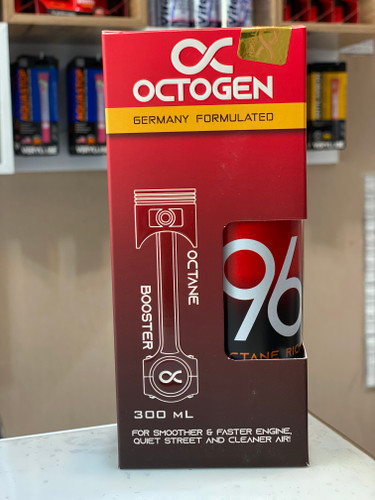 OCTOGEN
GERMANY FORMULATED
OCTANE
BOOSTER
96
300 ML
FOR SMOOTHER & FASTER ENGINE,
QUIET STREET AND CLEANER AIR!